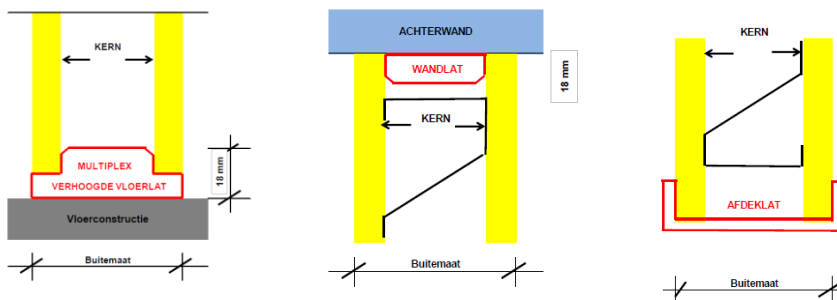 KERN
MULTIPLEX
VERHOOGDE VLOERLAT
18 mm
Vloerconstructie
Buitemaat
ACHTERWAND
WANDLAT
18 mm
KERN
Buitemaat
KERN
AFDEKLAT
Buitemaat